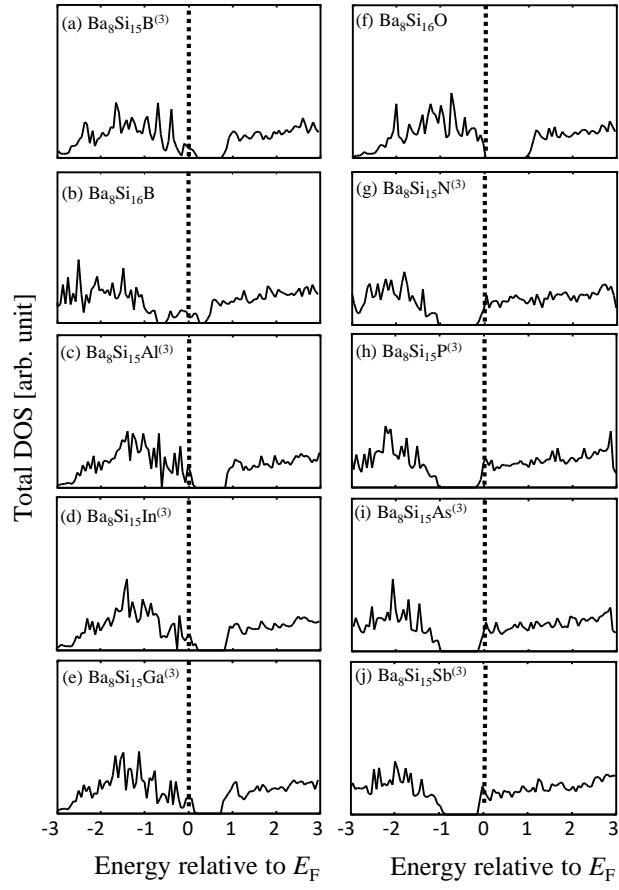 (a) Ba₈Si₁₅B⁽³⁾
(b) Ba₈Si₁₆B
(c) Ba₈Si₁₅Al⁽³⁾
(d) Ba₈Si₁₅In⁽³⁾
(e) Ba₈Si₁₅Ga⁽³⁾
-3 -2 -1 0 1 2 3
Energy relative to E_F
(f) Ba₈Si₁₆O
(g) Ba₈Si₁₅N⁽³⁾
(h) Ba₈Si₁₅P⁽³⁾
(i) Ba₈Si₁₅As⁽³⁾
(j) Ba₈Si₁₅Sb⁽³⁾
-3 -2 -1 0 1 2 3
Energy relative to E_F
Total DOS [arb. unit]